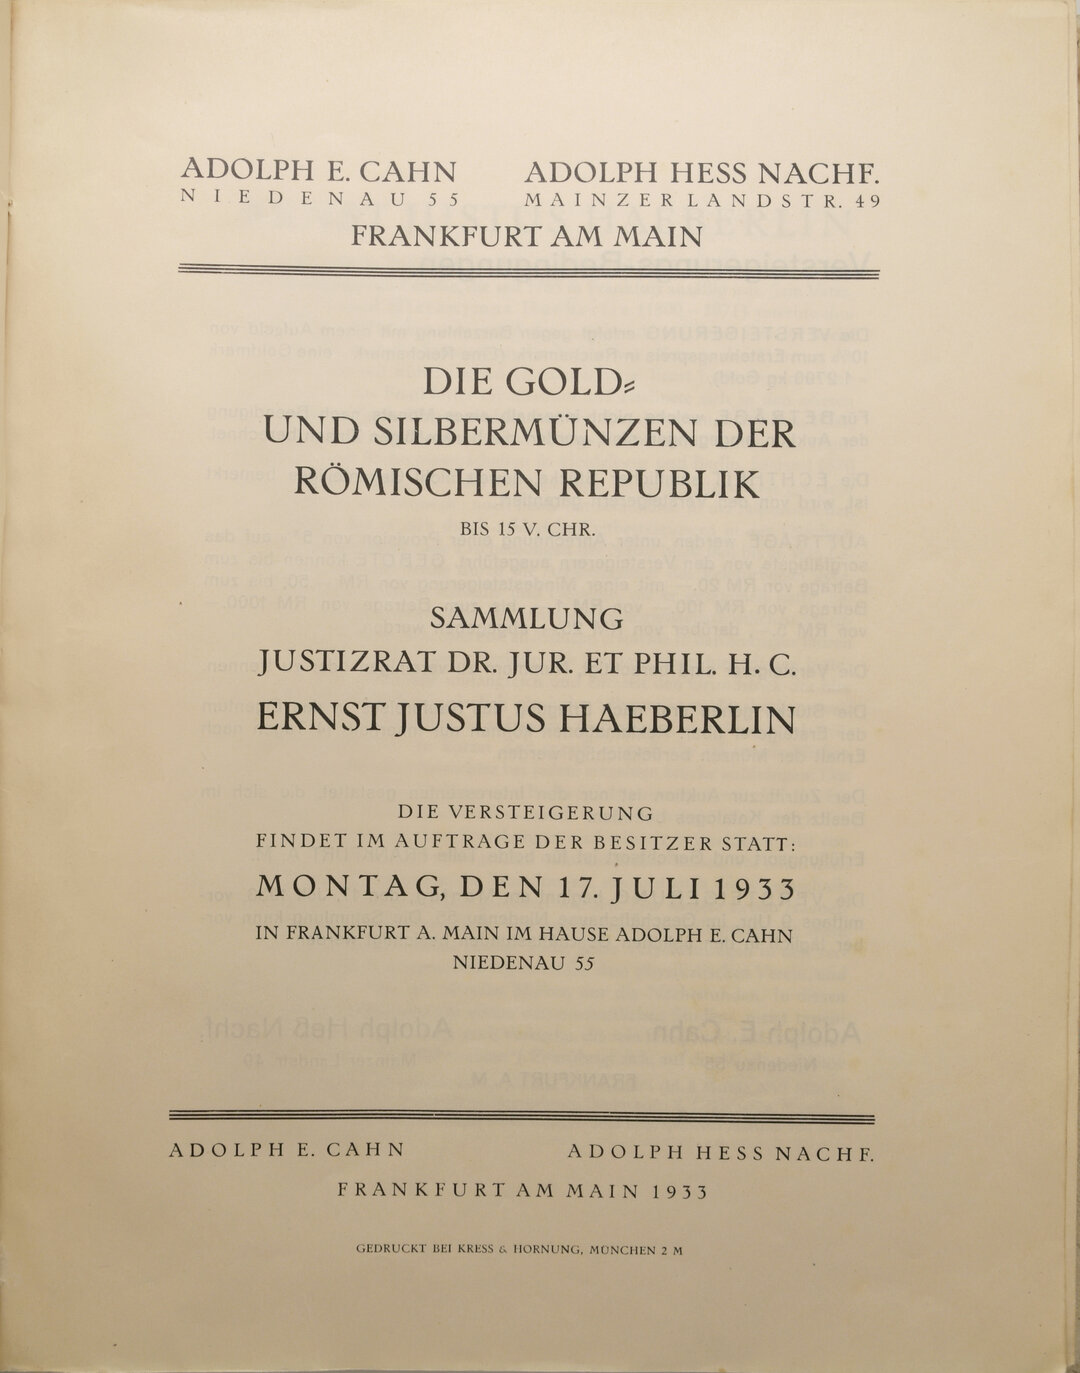 ADOLPH E. CAHN
NIEDENAU 55
ADOLPH HESS NACHF.
MAINZERLANDSTR. 49
FRANKFURT AM MAIN
DIE GOLD⸗
UND SILBERMÜNZEN DER
RÖMISCHEN REPUBLIK
BIS 15 V. CHR.
SAMMLUNG
JUSTIZRAT DR. JUR. ET PHIL. H. C.
ERNST JUSTUS HAEBERLIN
DIE VERSTEIGERUNG
FINDET IM AUFTRAGE DER BESITZER STATT:
MONTAG, DEN 17. JULI 1933
IN FRANKFURT A. MAIN IM HAUSE ADOLPH E. CAHN
NIEDENAU 55
ADOLPH E. CAHN
ADOLPH HESS NACHF.
FRANKFURT AM MAIN 1933
GEDRUCKT BEI KRESS & HORNUNG, MÜNCHEN 2 M